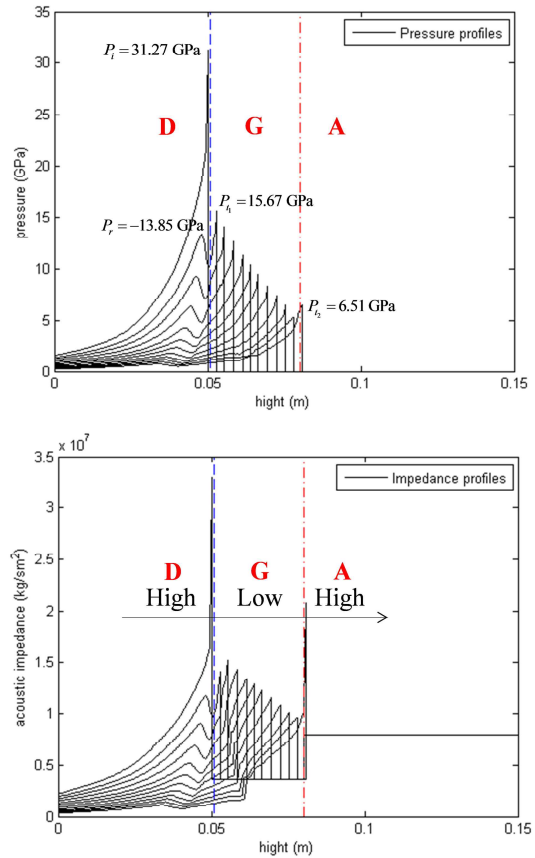 35
30
25
20
15
10
5
0
pressure (GPa)
Pressure profiles
P_i = 31.27 GPa
D
G
A
P_t1 = 15.67 GPa
P_r = −13.85 GPa
P_t2 = 6.51 GPa
0
0.05
0.1
0.15
hight (m)
x 10^7
3.5
3
2.5
2
1.5
1
0.5
0
acoustic impedance (kg/sm²)
Impedance profiles
D
G
A
High
Low
High
0
0.05
0.1
0.15
hight (m)